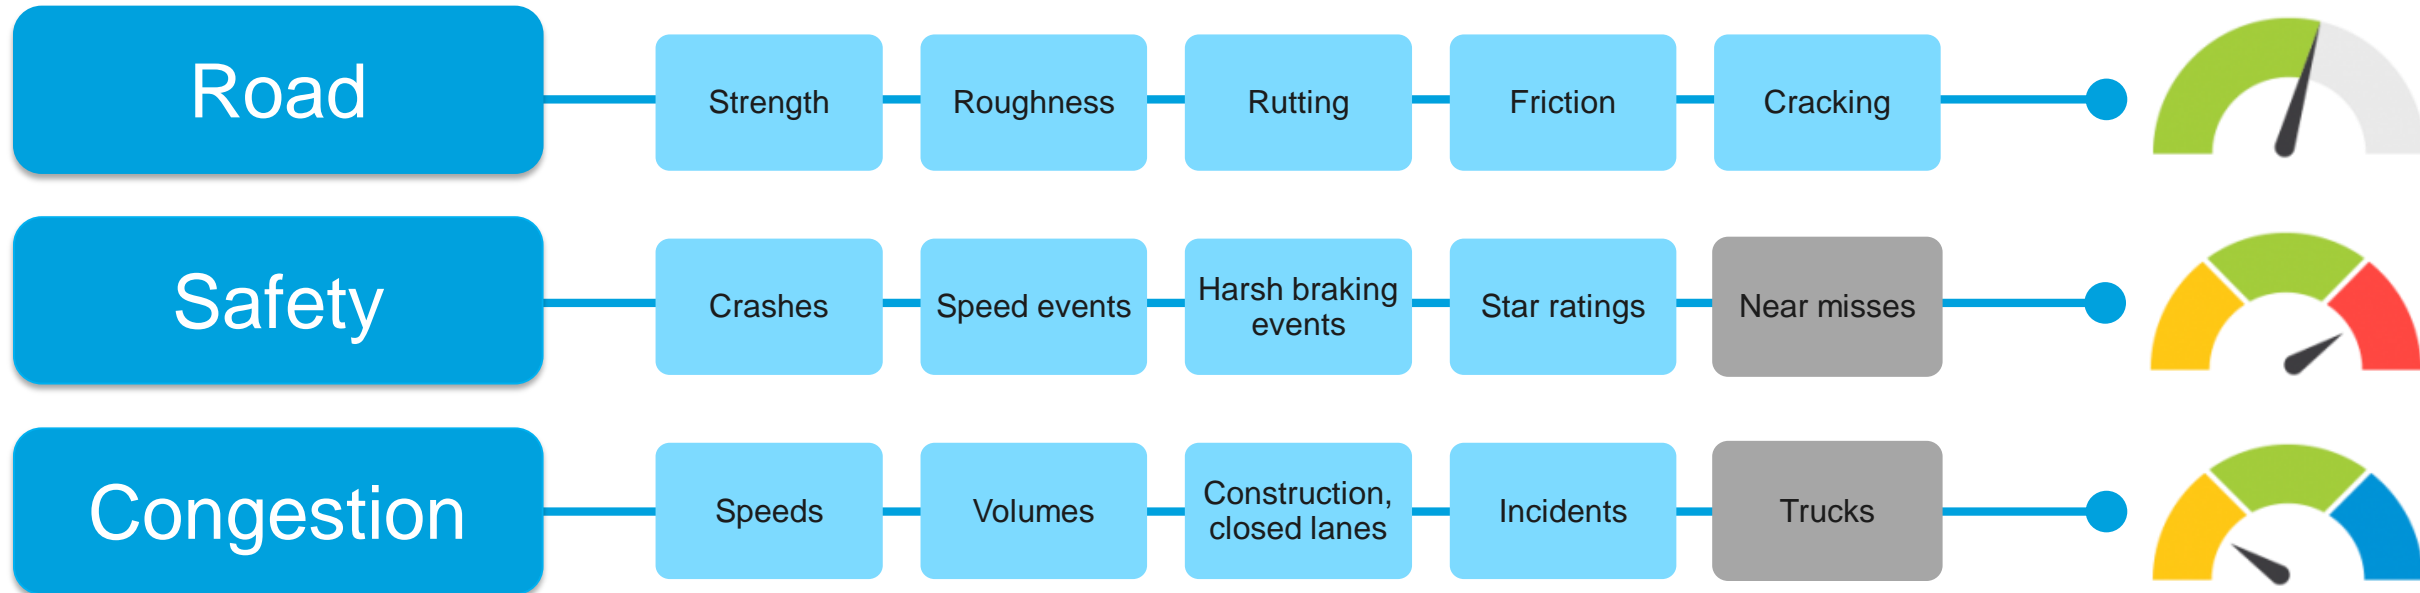 Road
Strength
Roughness
Rutting
Friction
Cracking
Safety
Crashes
Speed events
Harsh braking
events
Star ratings
Near misses
Congestion
Speeds
Volumes
Construction,
closed lanes
Incidents
Trucks